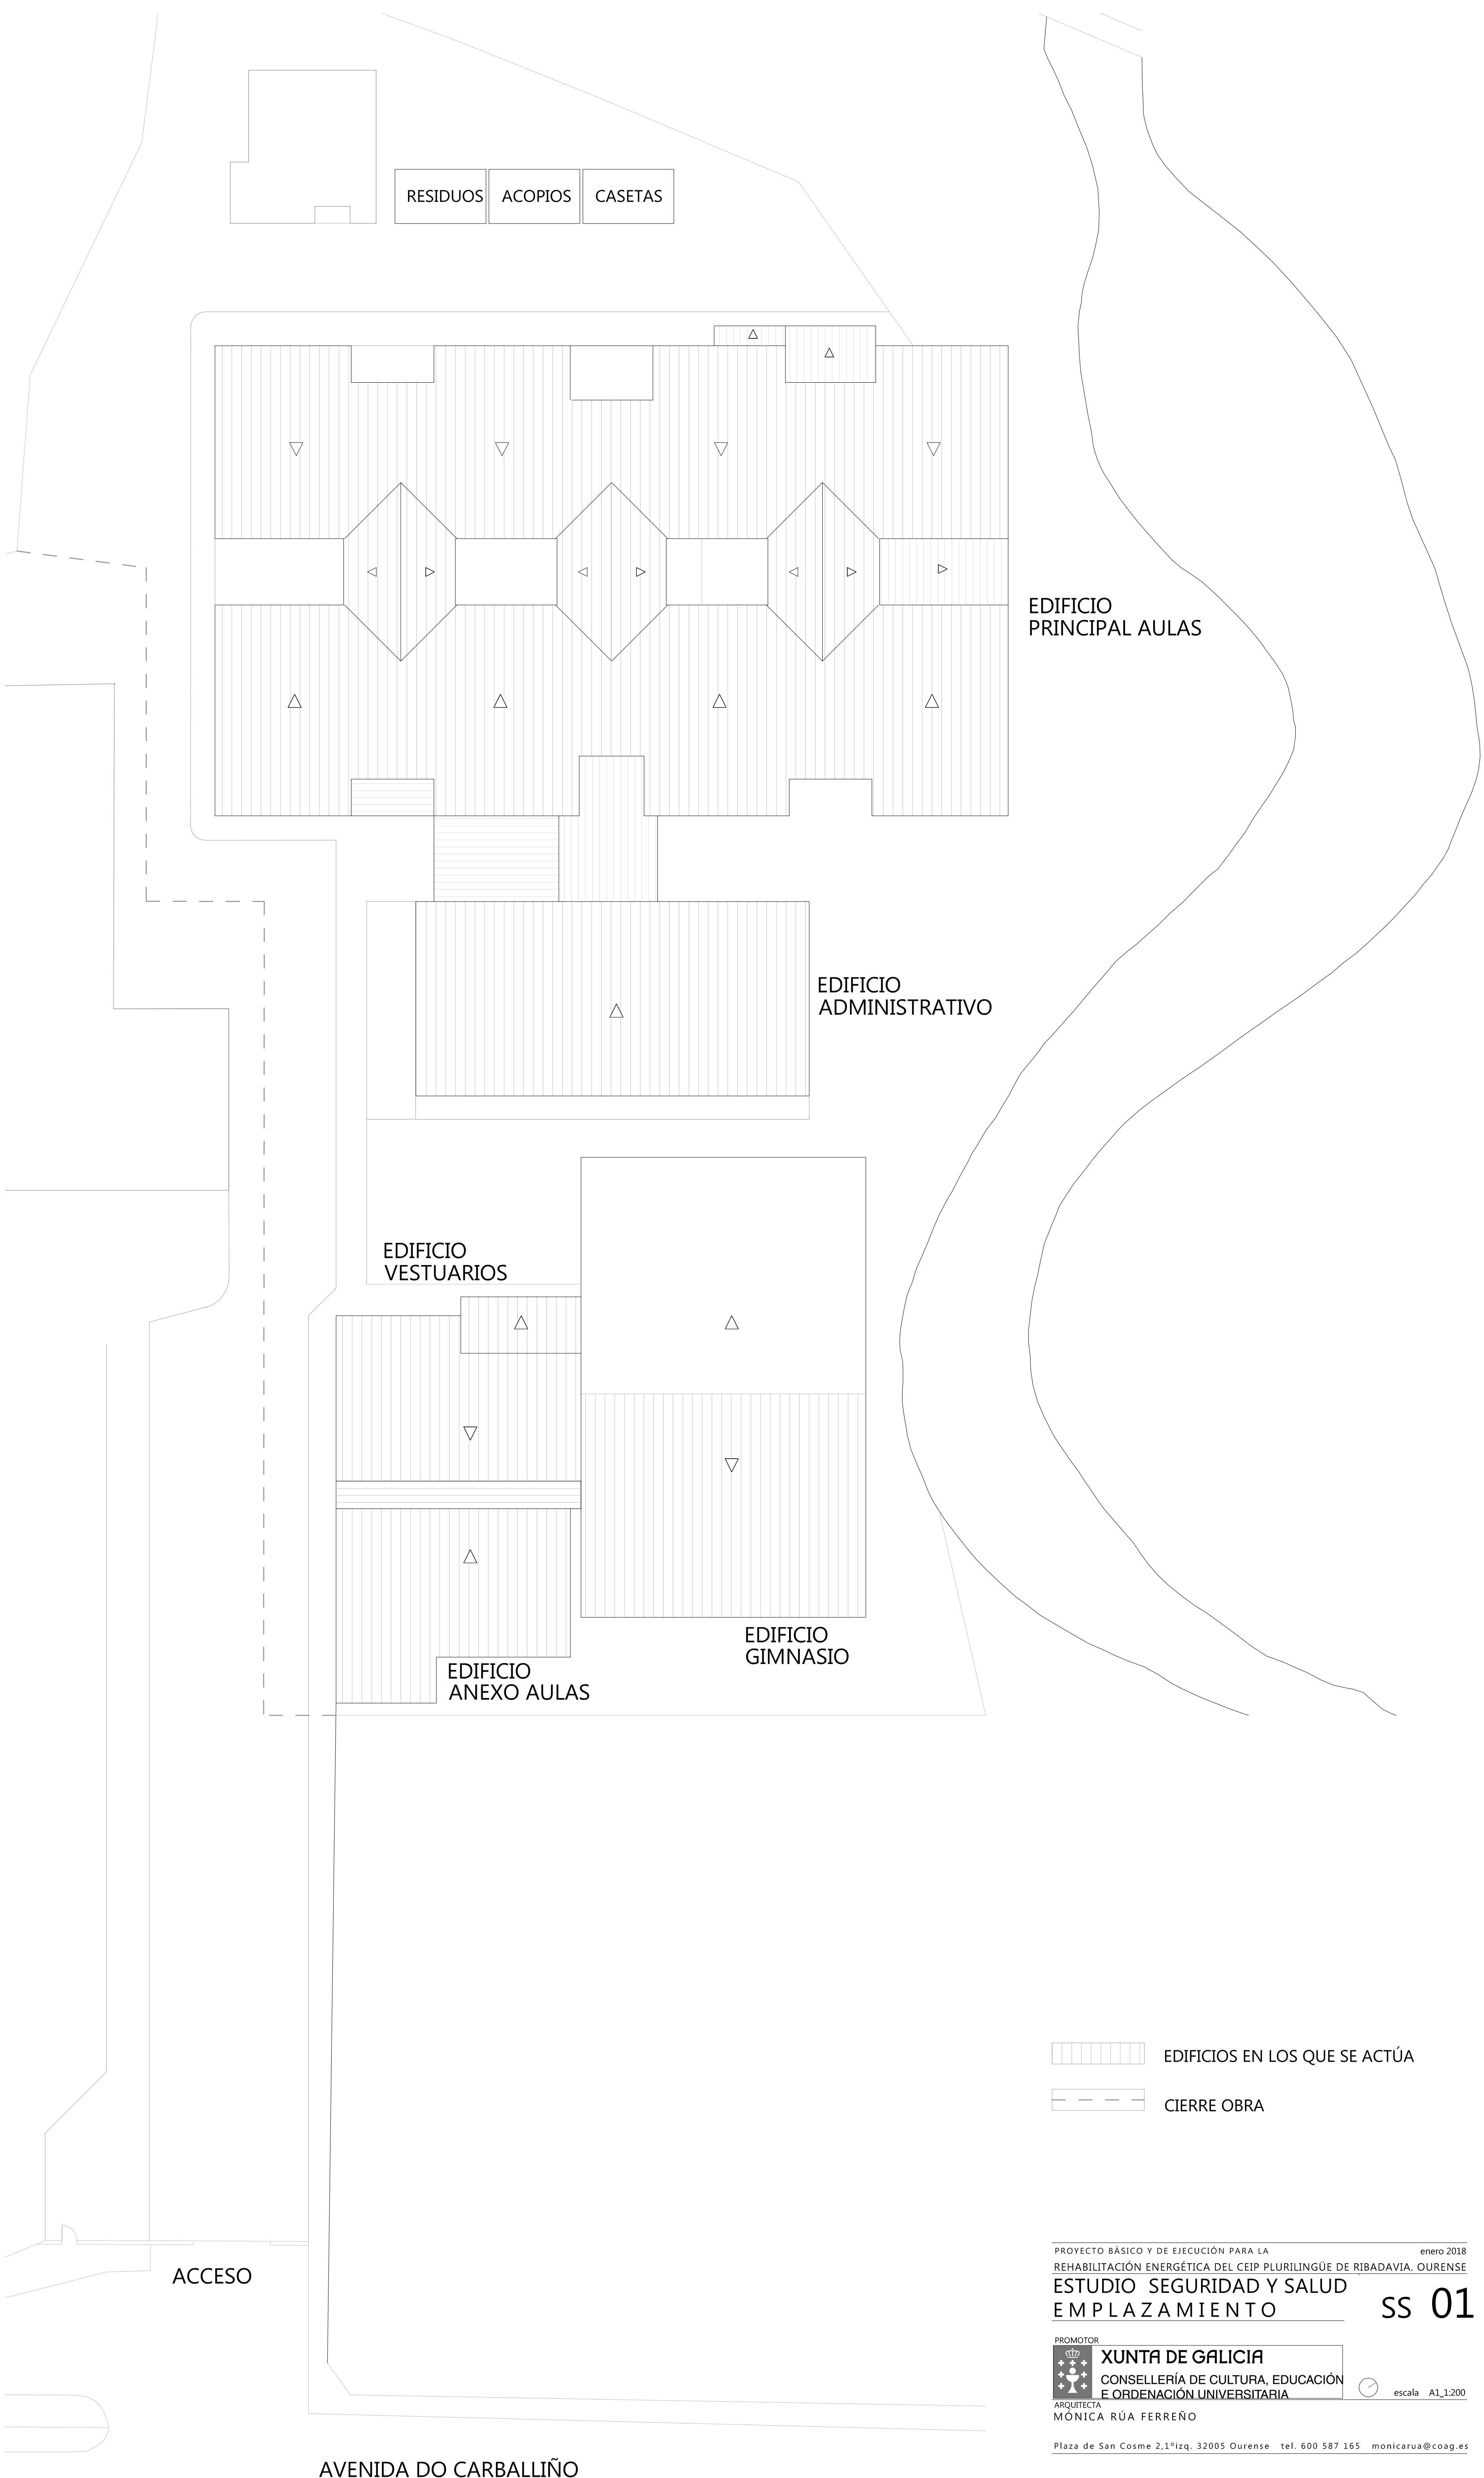 RESIDUOS
ACOPIOS
CASETAS
EDIFICIO
PRINCIPAL AULAS
EDIFICIO
ADMINISTRATIVO
EDIFICIO
VESTUARIOS
EDIFICIO
GIMNASIO
EDIFICIO
ANEXO AULAS
EDIFICIOS EN LOS QUE SE ACTÚA
CIERRE OBRA
ACCESO
AVENIDA DO CARBALLIÑO
PROYECTO BÁSICO Y DE EJECUCIÓN PARA LA
enero 2018
REHABILITACIÓN ENERGÉTICA DEL CEIP PLURILINGÜE DE RIBADAVIA. OURENSE
ESTUDIO SEGURIDAD Y SALUD
EMPLAZAMIENTO
SS 01
PROMOTOR
XUNTA DE GALICIA
CONSELLERÍA DE CULTURA, EDUCACIÓN
E ORDENACIÓN UNIVERSITARIA
escala A1_1:200
ARQUITECTA
MÓNICA RÚA FERREÑO
Plaza de San Cosme 2,1ºizq. 32005 Ourense tel. 600 587 165 monicarua@coag.es